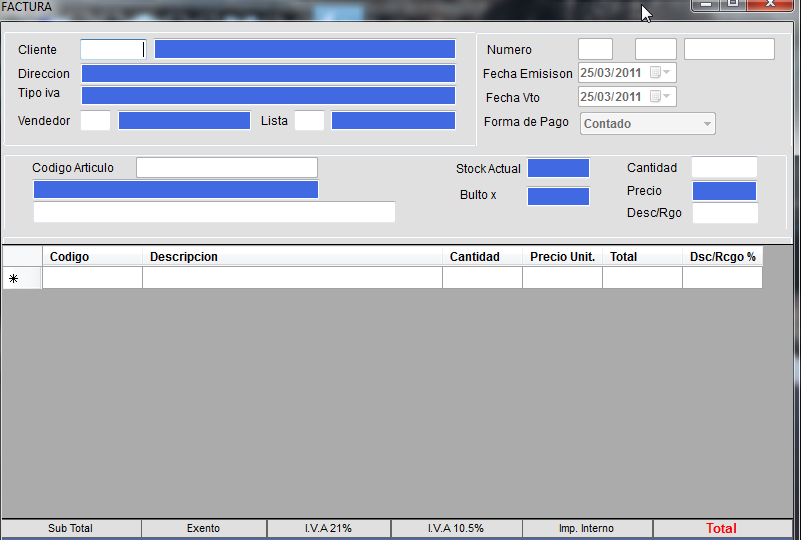 FACTURA
Cliente Numero
Direccion Fecha Emisison 25/03/2011
Tipo iva Fecha Vto 25/03/2011
Vendedor Lista Forma de Pago Contado
Codigo Articulo Stock Actual Cantidad
Bulto x Precio
Desc/Rgo
Codigo Descripcion Cantidad Precio Unit. Total Dsc/Rcgo %
Sub Total Exento I.V.A 21% I.V.A 10.5% Imp. Interno Total